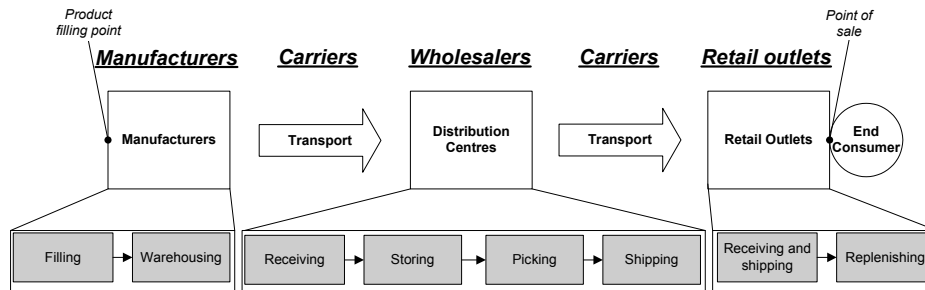 Product
filling point
Point of
sale
Manufacturers
Carriers
Wholesalers
Carriers
Retail outlets
Manufacturers
Transport
Distribution
Centres
Transport
Retail Outlets
End
Consumer
Filling
Warehousing
Receiving
Storing
Picking
Shipping
Receiving and
shipping
Replenishing